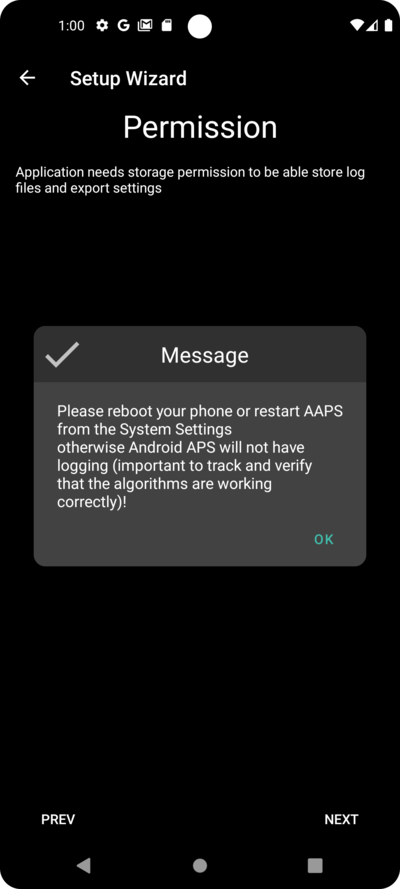 1:00
Setup Wizard
Permission
Application needs storage permission to be able store log
files and export settings
Message
Please reboot your phone or restart AAPS
from the System Settings
otherwise Android APS will not have
logging (important to track and verify
that the algorithms are working
correctly)!
OK
PREV
NEXT